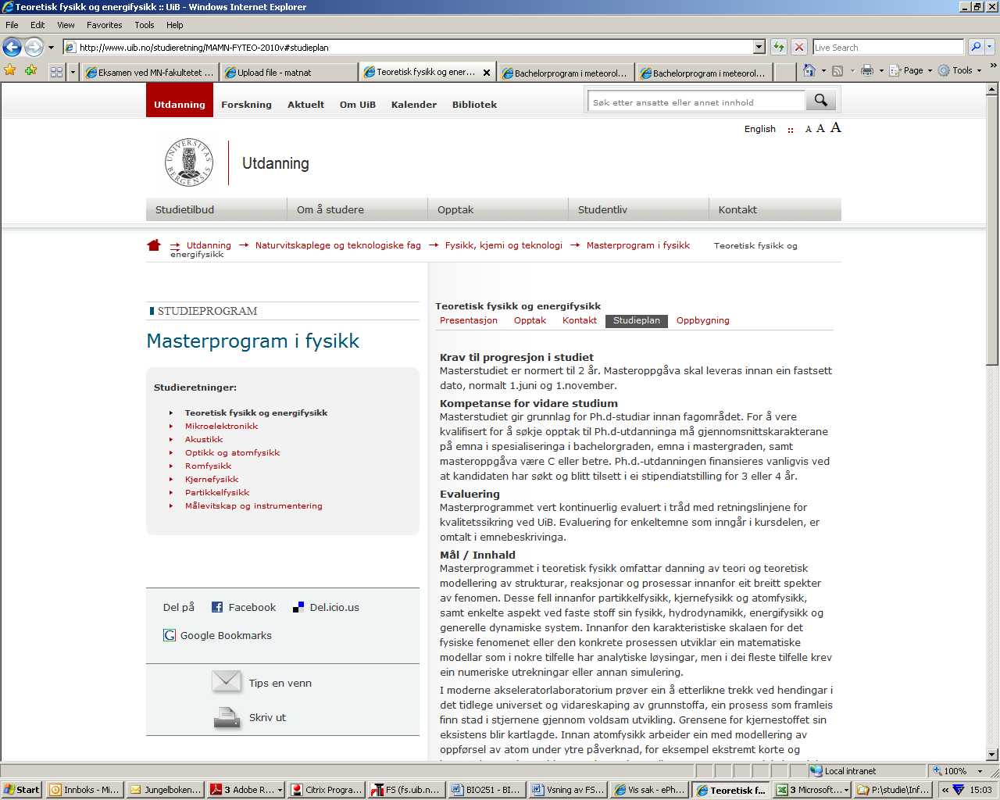 Teoretisk fysikk og energifysikk :: UiB - Windows Internet Explorer
File Edit View Favorites Tools Help
http://www.uib.no/studieretning/MAMN-FYTEO-2010v#studieplan
Live Search
Eksamen ved MN-fakultetet ...
Upload file - matnat
Teoretisk fysikk og ener...
Bachelorprogram i meteorol...
Bachelorprogram i meteorol...
Page
Tools
Utdanning Forskning Aktuelt Om UiB Kalender Bibliotek
Søk etter ansatte eller annet innhold
English :: A A A
UNIVERSITAS BERGENSIS
Utdanning
Studietilbud Om å studere Opptak Studentliv Kontakt
Utdanning Naturvitskaplege og teknologiske fag Fysikk, kjemi og teknologi Masterprogram i fysikk Teoretisk fysikk og
energifysikk
STUDIEPROGRAM
Masterprogram i fysikk
Studieretninger:
Teoretisk fysikk og energifysikk
Mikroelektronikk
Akustikk
Optikk og atomfysikk
Romfysikk
Kjernefysikk
Partikkelfysikk
Målevitskap og instrumentering
Del på Facebook Del.icio.us
Google Bookmarks
Tips en venn
Skriv ut
Teoretisk fysikk og energifysikk
Presentasjon Opptak Kontakt Studieplan Oppbygning
Krav til progresjon i studiet
Masterstudiet er normert til 2 år. Masteroppgåva skal leveras innan ein fastsett
dato, normalt 1.juni og 1.november.
Kompetanse for vidare studium
Masterstudiet gir grunnlag for Ph.d-studiar innan fagområdet. For å vere
kvalifisert for å søkje opptak til Ph.d-utdanninga må gjennomsnittskarakterane
på emna i spesialiseringa i bachelorgraden, emna i mastergraden, samt
masteroppgåva være C eller betre. Ph.d.-utdanningen finansieres vanligvis ved
at kandidaten har søkt og blitt tilsett i ei stipendiatstilling for 3 eller 4 år.
Evaluering
Masterprogrammet vert kontinuerlig evaluert i tråd med retningslinjene for
kvalitetssikring ved UiB. Evaluering for enkeltemne som inngår i kursdelen, er
omtalt i emnebeskrivinga.
Mål / Innhald
Masterprogrammet i teoretisk fysikk omfattar danning av teori og teoretisk
modellering av strukturar, reaksjonar og prosessar innanfor eit breitt spekter
av fenomen. Desse fell innanfor partikkelfysikk, kjernefysikk og atomfysikk,
samt enkelte aspekt ved faste stoff sin fysikk, hydrodynamikk, energifysikk og
generelle dynamiske system. Innanfor den karakteristiske skalaen for det
fysiske fenomenet eller den konkrete prosessen utviklar ein matematiske
modellar som i nokre tilfelle har analytiske løysingar, men i dei fleste tilfelle krev
ein numeriske utrekningar eller annan simulering.
I moderne akseleratorlaboratorium prøver ein å etterlikne trekk ved hendingar i
det tidlege universet og vidareskaping av grunnstoffa, ein prosess som framleis
finn stad i stjernene gjennom voldsam utvikling. Grensene for kjernestoffet sin
eksistens blir kartlagde. Innan atomfysikk arbeider ein med modellering av
oppførsel av atom under ytre påverknad, for eksempel ekstremt korte og
Local intranet
100%
Start
Innboks - Mi...
Jungelboken...
3 Adobe R...
Citrix Progra...
FS (fs.uib.n...
BIO251 - BI...
Vsning av FS...
Vis sak - ePh...
Teoretisk f...
3 Microsoft...
P:\studie\Inf...
15:03